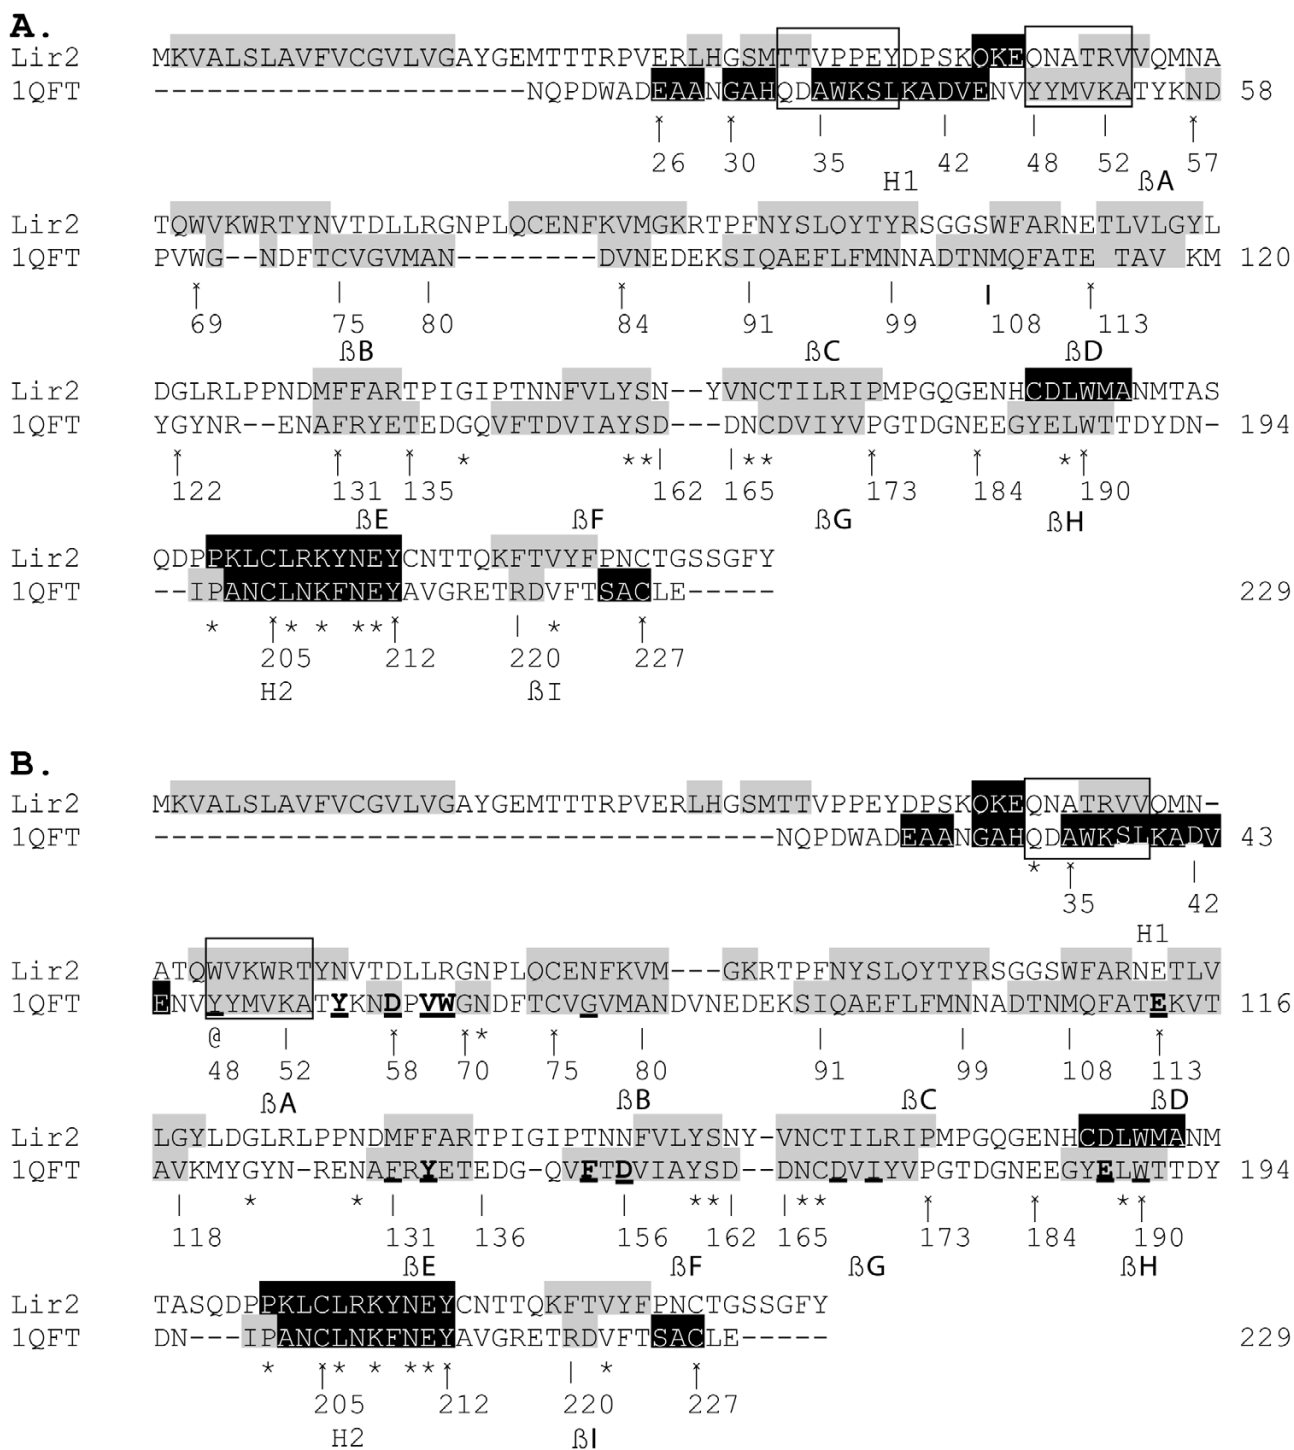 A.
Lir2 MKVALSLAVFVCGVLVGAYGEMTTTRPVERLHGSMTTVPPEYDPSKQKEQNATRVVQMNA
1QFT ---------------------NQPDWADEAANGAHQDAWKSLKADVENVYYMVKATYKND 58
26 30 35 42 48 52 57
H1 ßA
Lir2 TQWVKWRTYNVTDLLRGNPLQCENFKVMGKRTPFNYSLQYTYRSGGSWFARNETLVLGYL
1QFT PVWG--NDFTCVGVMAN--------DVNEDEKSIQAEFLFMNNADTNMQFATE TAV KM 120
69 75 80 84 91 99 108 113
ßB ßC ßD
Lir2 DGLRLPPNDMFFARTPIGIPTNNFVLYSN--YVNCTILRIPMPGQGENHCDLWMANMTAS
1QFT YGYNR--ENAFRYETEDGQVFTDVIAYSD---DNCDVIYVPGTDGNEEGYELWTTDYDN- 194
* ** ** *
122 131 135 162 165 173 184 190
ßE ßF ßG ßH
Lir2 QDPPKLCLRKYNEYCNTTQKFTVYFPNCTGSSGFY
1QFT --IPANCLNKFNEYAVGRETRDVFTSACLE----- 229
* * * ** *
205 212 220 227
H2 ßI
B.
Lir2 MKVALSLAVFVCGVLVGAYGEMTTTRPVERLHGSMTTVPPEYDPSKQKEQNATRVVQMN-
1QFT -----------------------------------NQPDWADEAANGAHQDAWKSLKADV 43
*
35 42
H1
Lir2 ATQWVKWRTYNVTDLLRGNPLQCENFKVM---GKRTPFNYSLQYTYRSGGSWFARNETLV
1QFT ENVYYMVKATYKNDPVWGNDFTCVGVMANDVNEDEKSIQAEFLFMNNADTNMQFATEKVT 116
@ *
48 52 58 70 75 80 91 99 108 113
ßA ßB ßC ßD
Lir2 LGYLDGLRLPPNDMFFARTPIGIPTNNFVLYSNY-VNCTILRIPMPGQGENHCDLWMANM
1QFT AVKMYGYN-RENAFRYETEDG-QVFTDVIAYSD--DNCDVIYVPGTDGNEEGYELWTTDY 194
* * ** ** *
118 131 136 156 162 165 173 184 190
ßE ßF ßG ßH
Lir2 TASQDPPKLCLRKYNEYCNTTQKFTVYFPNCTGSSGFY
1QFT DN---IPANCLNKFNEYAVGRETRDVFTSACLE----- 229
* * * ** *
205 212 220 227
H2 ßI